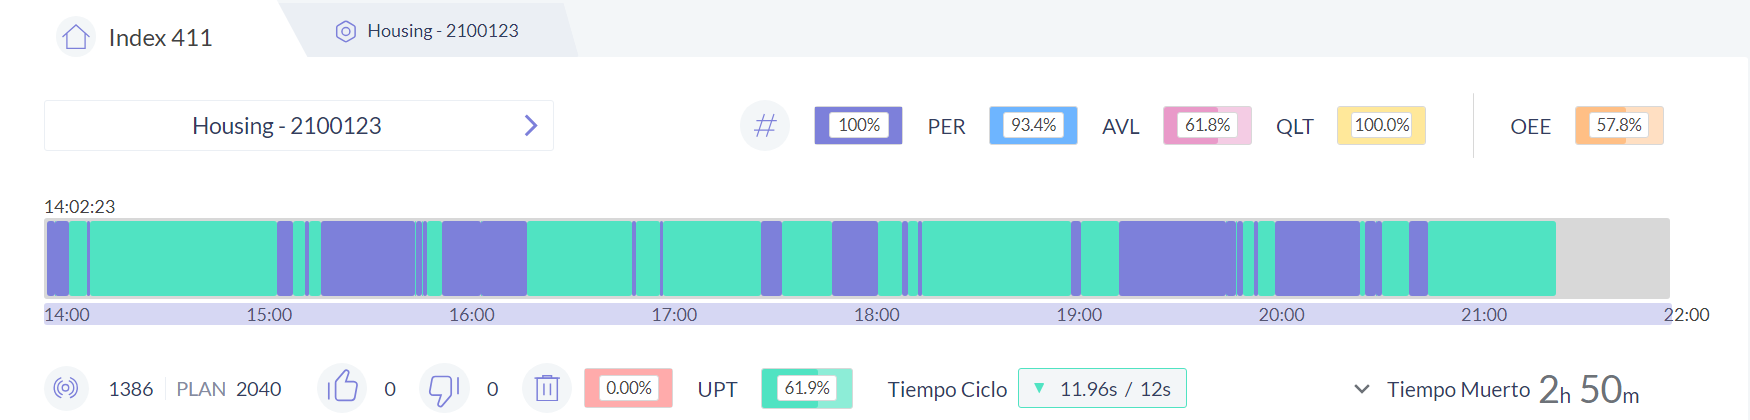 Index 411
Housing - 2100123
Housing - 2100123
# 100% PER 93.4% AVL 61.8% QLT 100.0% OEE 57.8%
14:02:23
14:00 15:00 16:00 17:00 18:00 19:00 20:00 21:00 22:00
1386 PLAN 2040 0 0 0.00% UPT 61.9% Tiempo Ciclo ▼ 11.96s / 12s Tiempo Muerto 2h 50m